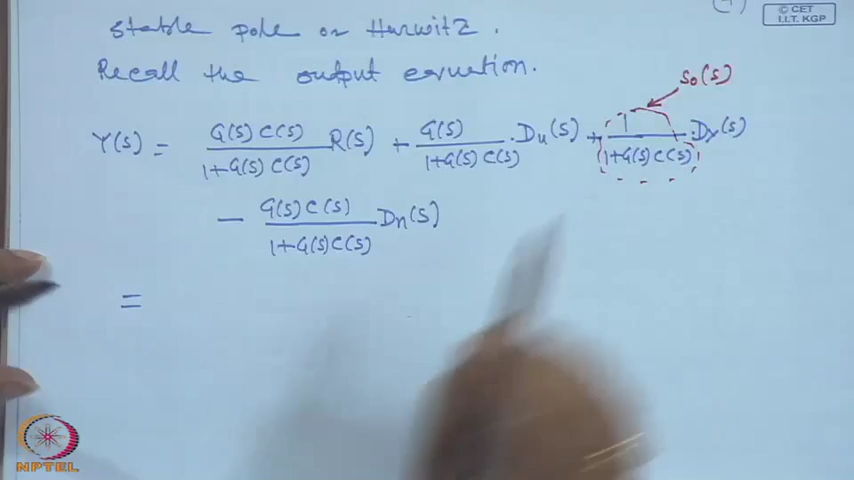 © CET
I.I.T. KGP
stable pole or Hurwitz.
Recall the output equation.
S₀(S)
Y(S) = G(S) C(S) / 1+G(S) C(S) R(S) + G(S) / 1+G(S) C(S) . Dᵤ(S) + 1 / 1+G(S) C(S) . Dᵧ(S)
− G(S) C(S) / 1+G(S) C(S) Dₙ(S)
=
NPTEL